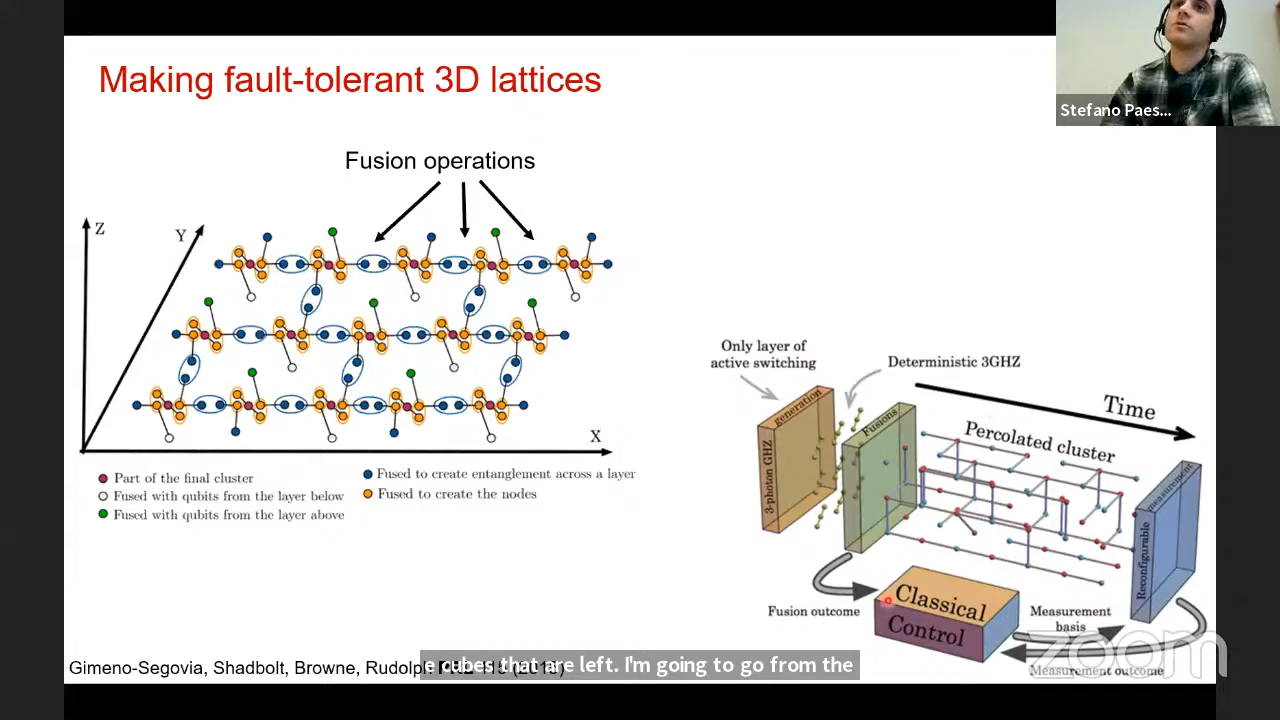 Making fault-tolerant 3D lattices
Stefano Paes...
Fusion operations
Z
Y
X
Part of the final cluster
Fused with qubits from the layer below
Fused with qubits from the layer above
Fused to create entanglement across a layer
Fused to create the nodes
Only layer of
active switching
Deterministic 3GHZ
Time
3-photon GHZ
generation
Fusions
Percolated cluster
Reconfigurable
measurement
Fusion outcome
Classical
Control
Measurement
basis
Measurement outcome
zoom
Gimeno-Segovia, Shadbolt, Browne, Rudolph
e cubes that are left. I'm going to go from the